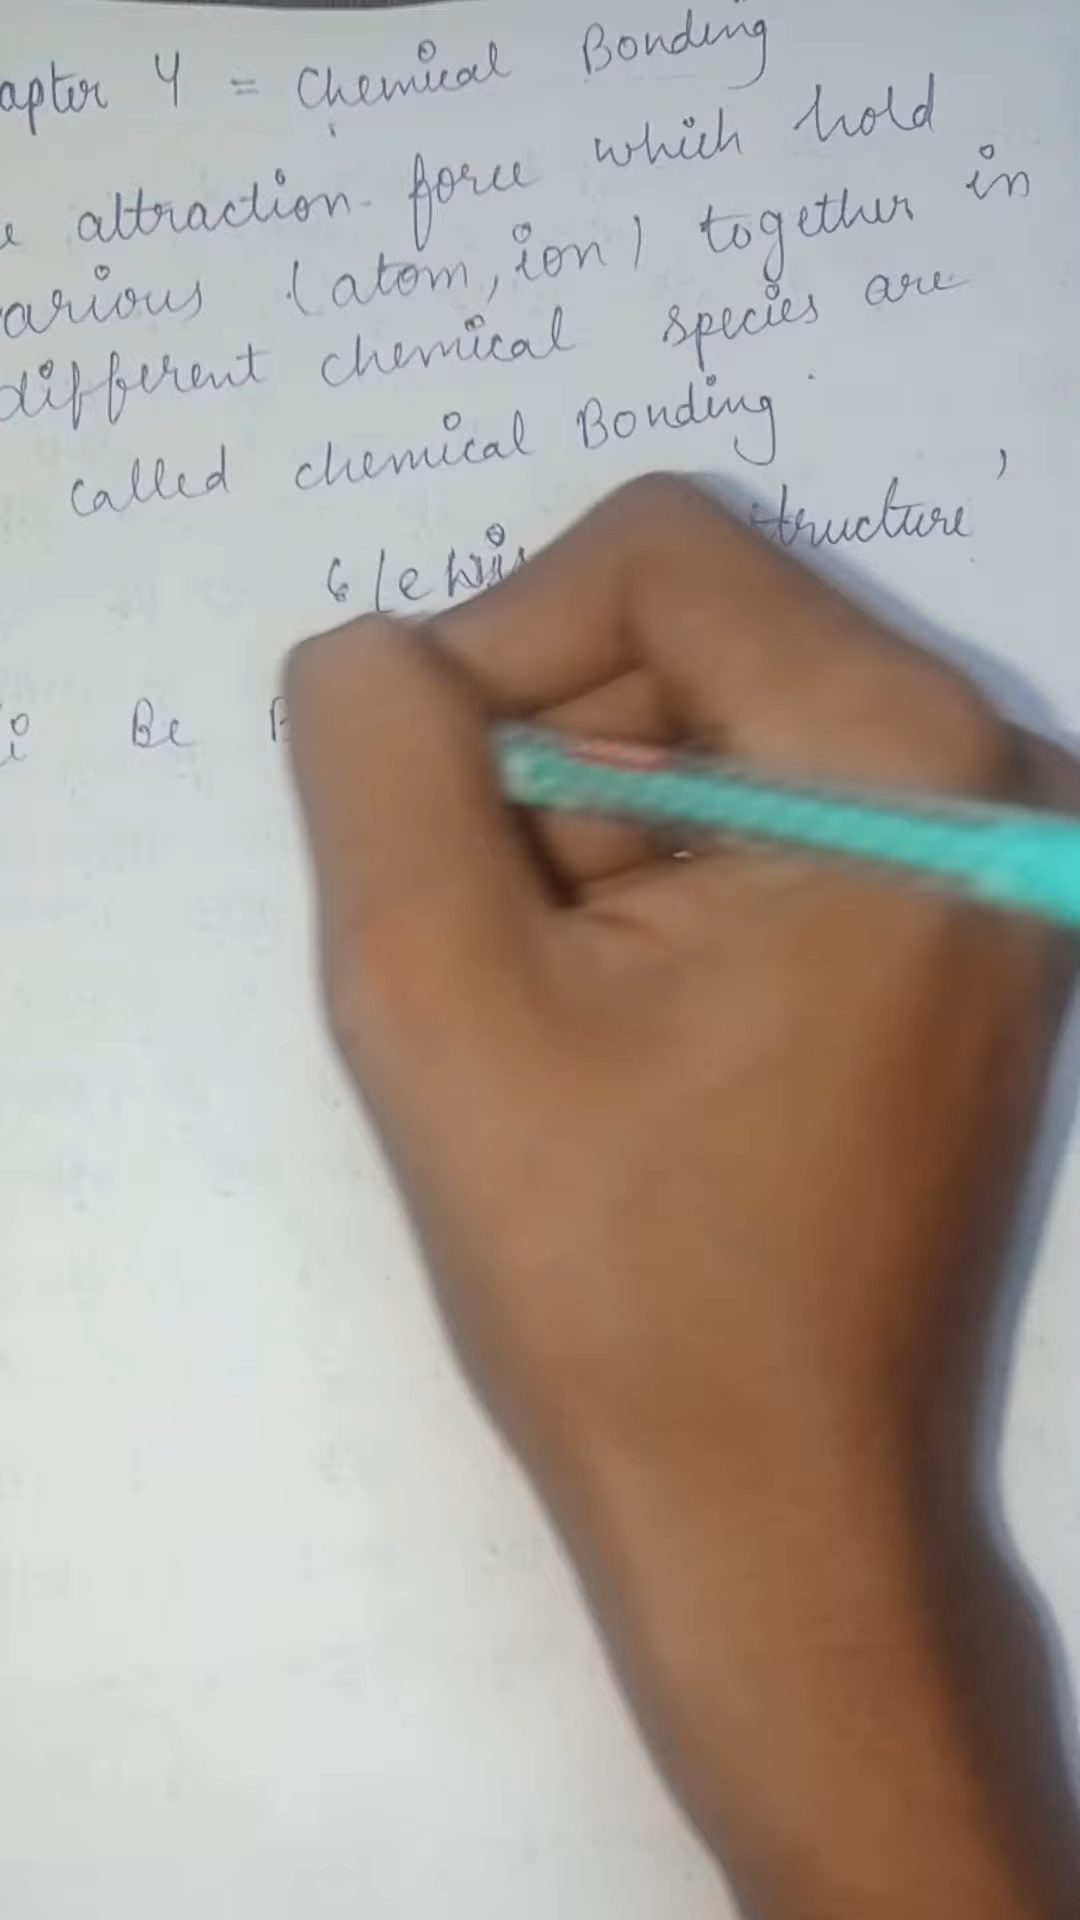 apter 4 = Chemical Bonding
e attraction force which hold
arious (atom, ion) together in
different chemical species are
called chemical Bonding
'lewis tructure'
i Be B